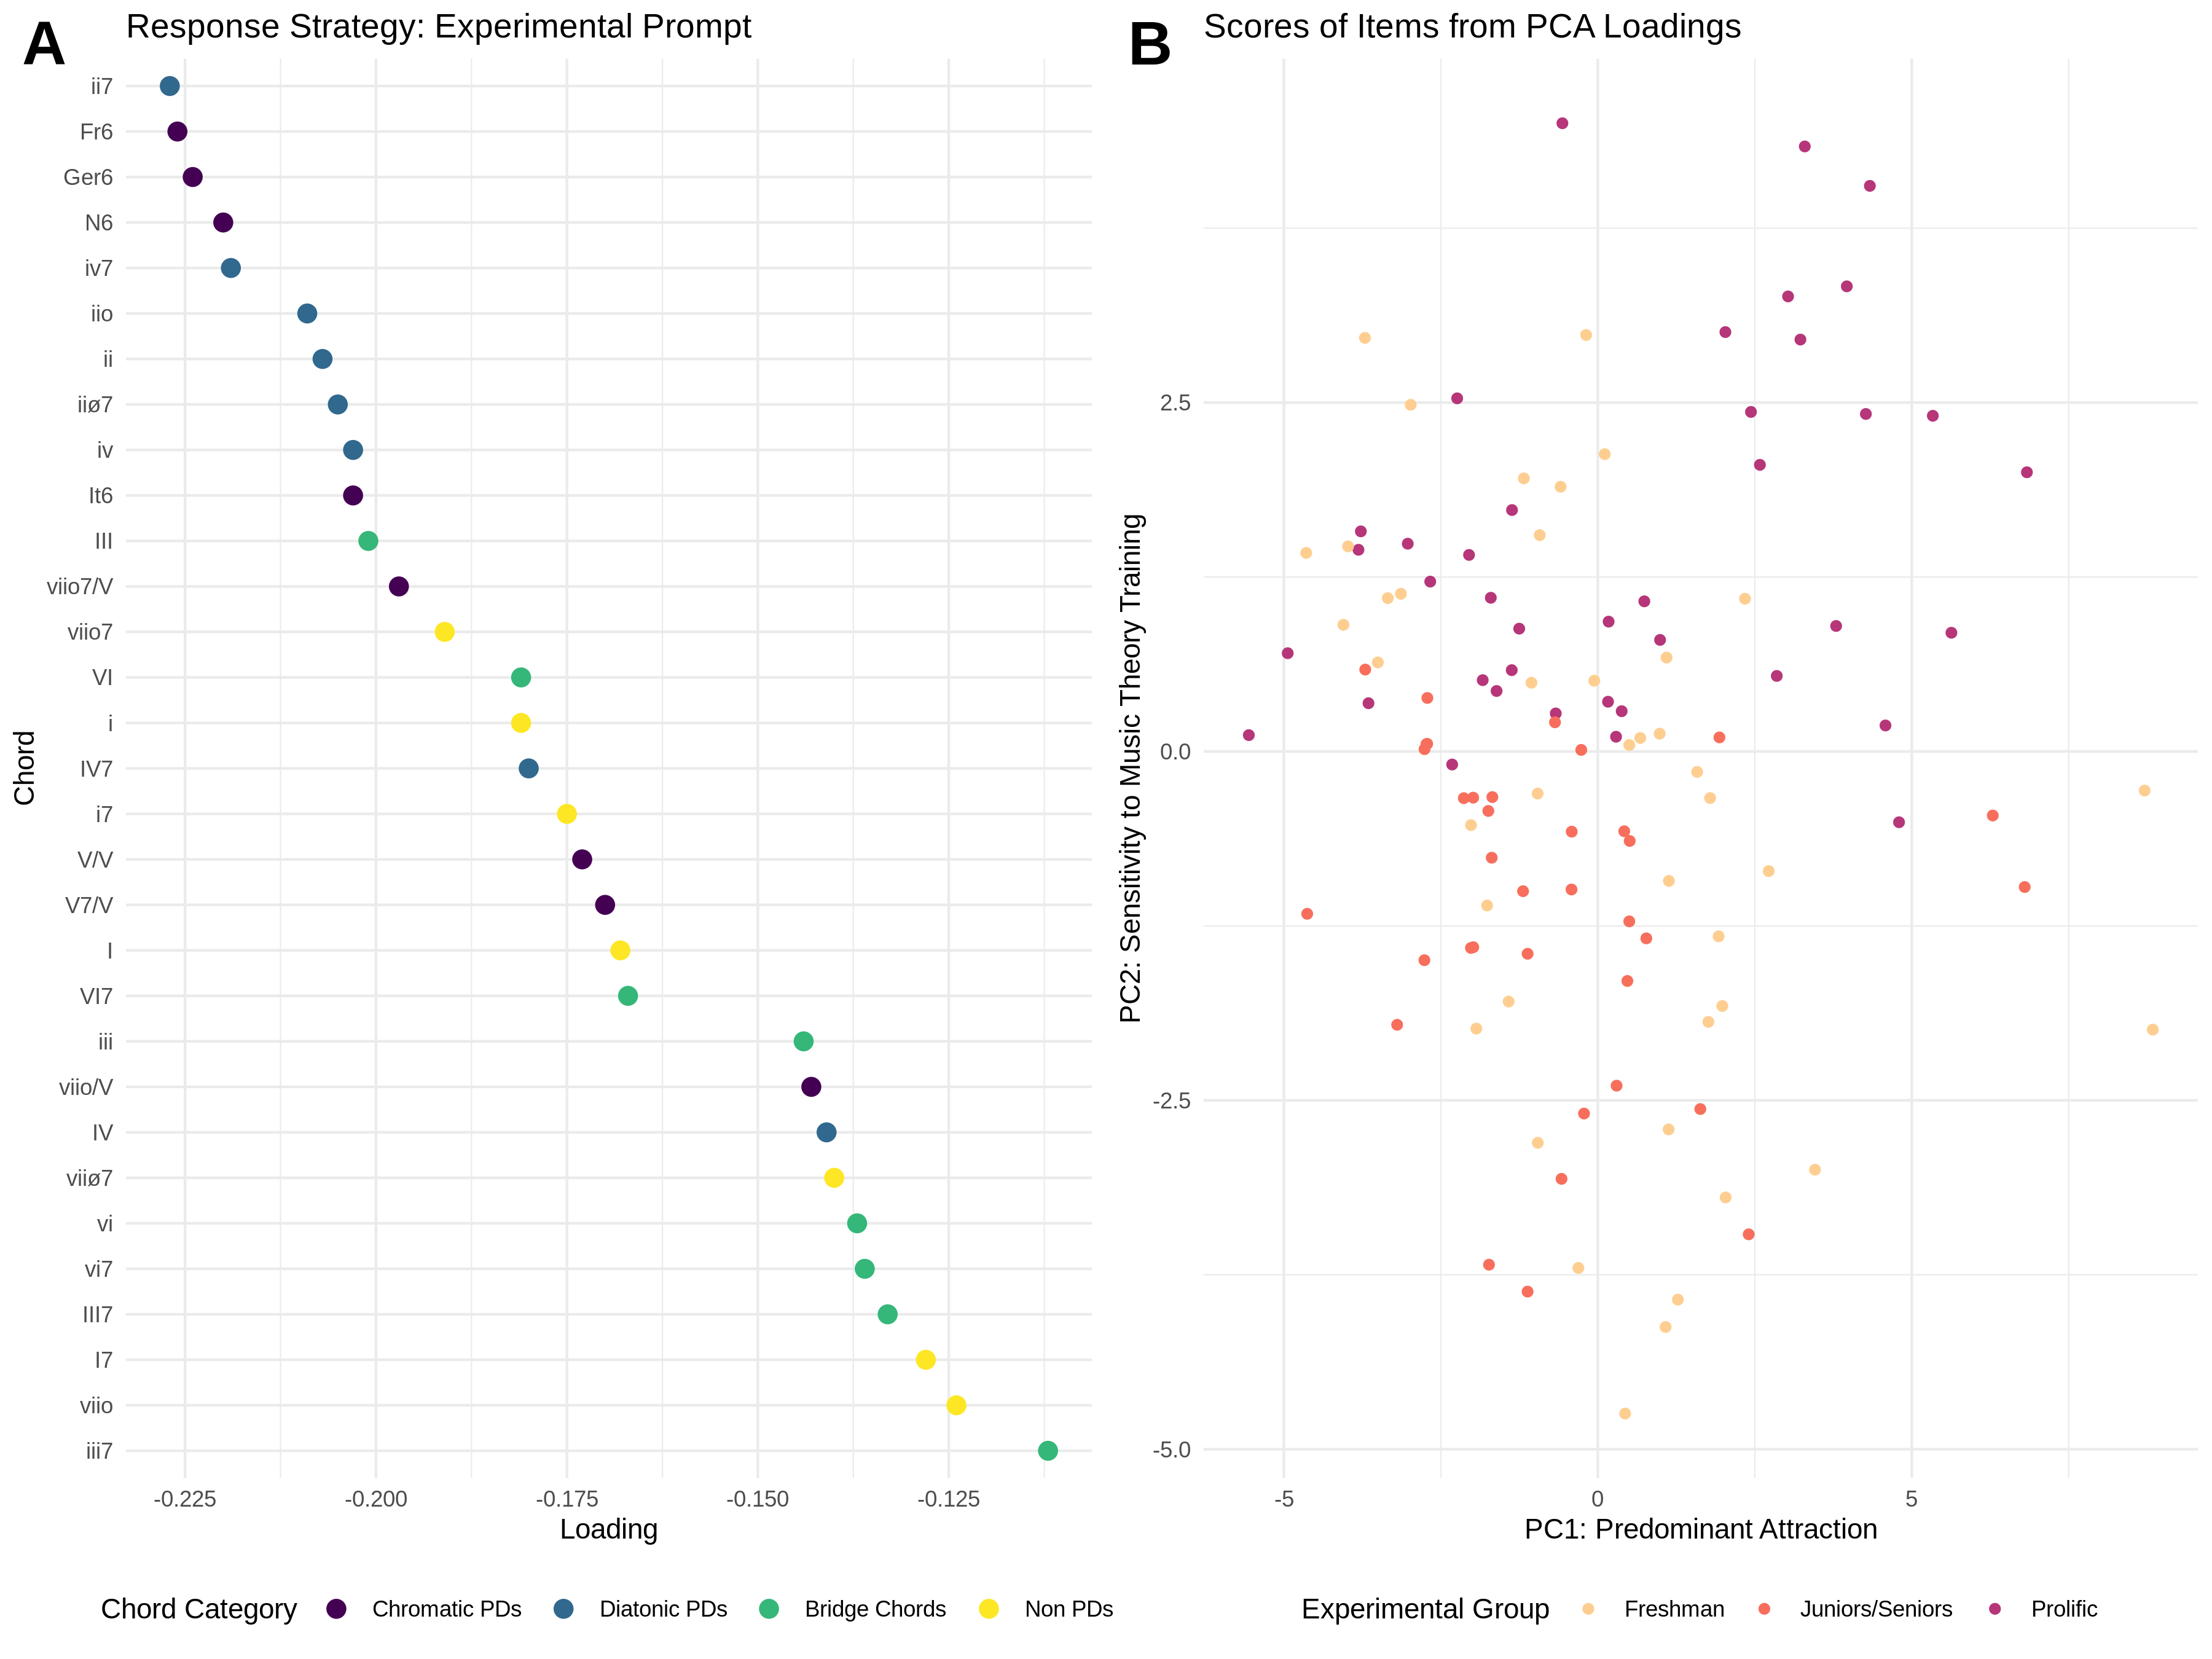 A
Response Strategy: Experimental Prompt
Chord
ii7
Fr6
Ger6
N6
iv7
iio
ii
iiø7
iv
It6
III
viio7/V
viio7
VI
i
IV7
i7
V/V
V7/V
I
VI7
iii
viio/V
IV
viiø7
vi
vi7
III7
I7
viio
iii7
-0.225 -0.200 -0.175 -0.150 -0.125
Loading
Chord Category Chromatic PDs Diatonic PDs Bridge Chords Non PDs
B
Scores of Items from PCA Loadings
PC2: Sensitivity to Music Theory Training
2.5
0.0
-2.5
-5.0
-5 0 5
PC1: Predominant Attraction
Experimental Group Freshman Juniors/Seniors Prolific